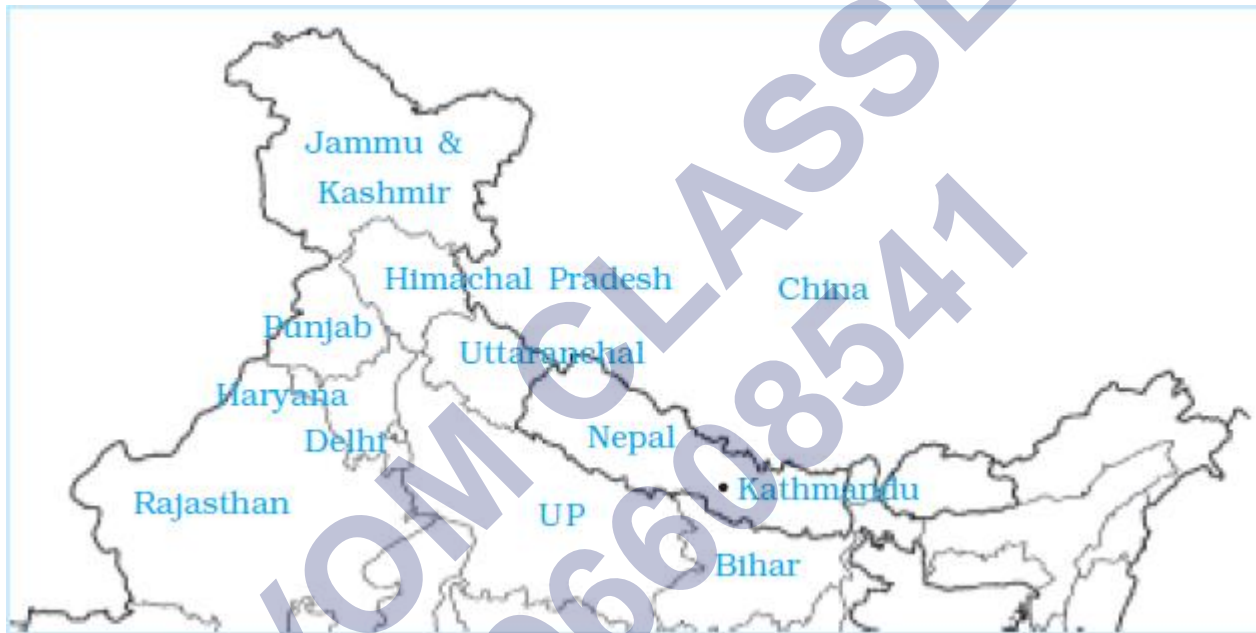 Jammu &
Kashmir
Himachal Pradesh
China
Punjab
Uttaranchal
Haryana
Delhi
Nepal
Rajasthan
Kathmandu
UP
Bihar